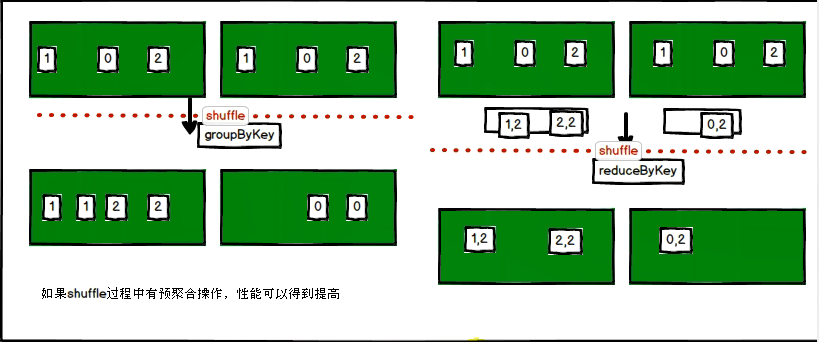 1 0 2 1 0 2
shuffle
groupByKey
1 1 2 2 0 0
如果shuffle过程中有预聚合操作，性能可以得到提高
1 0 2 1 0 2
1,2 2,2 0,2
shuffle
reduceByKey
1,2 2,2 0,2